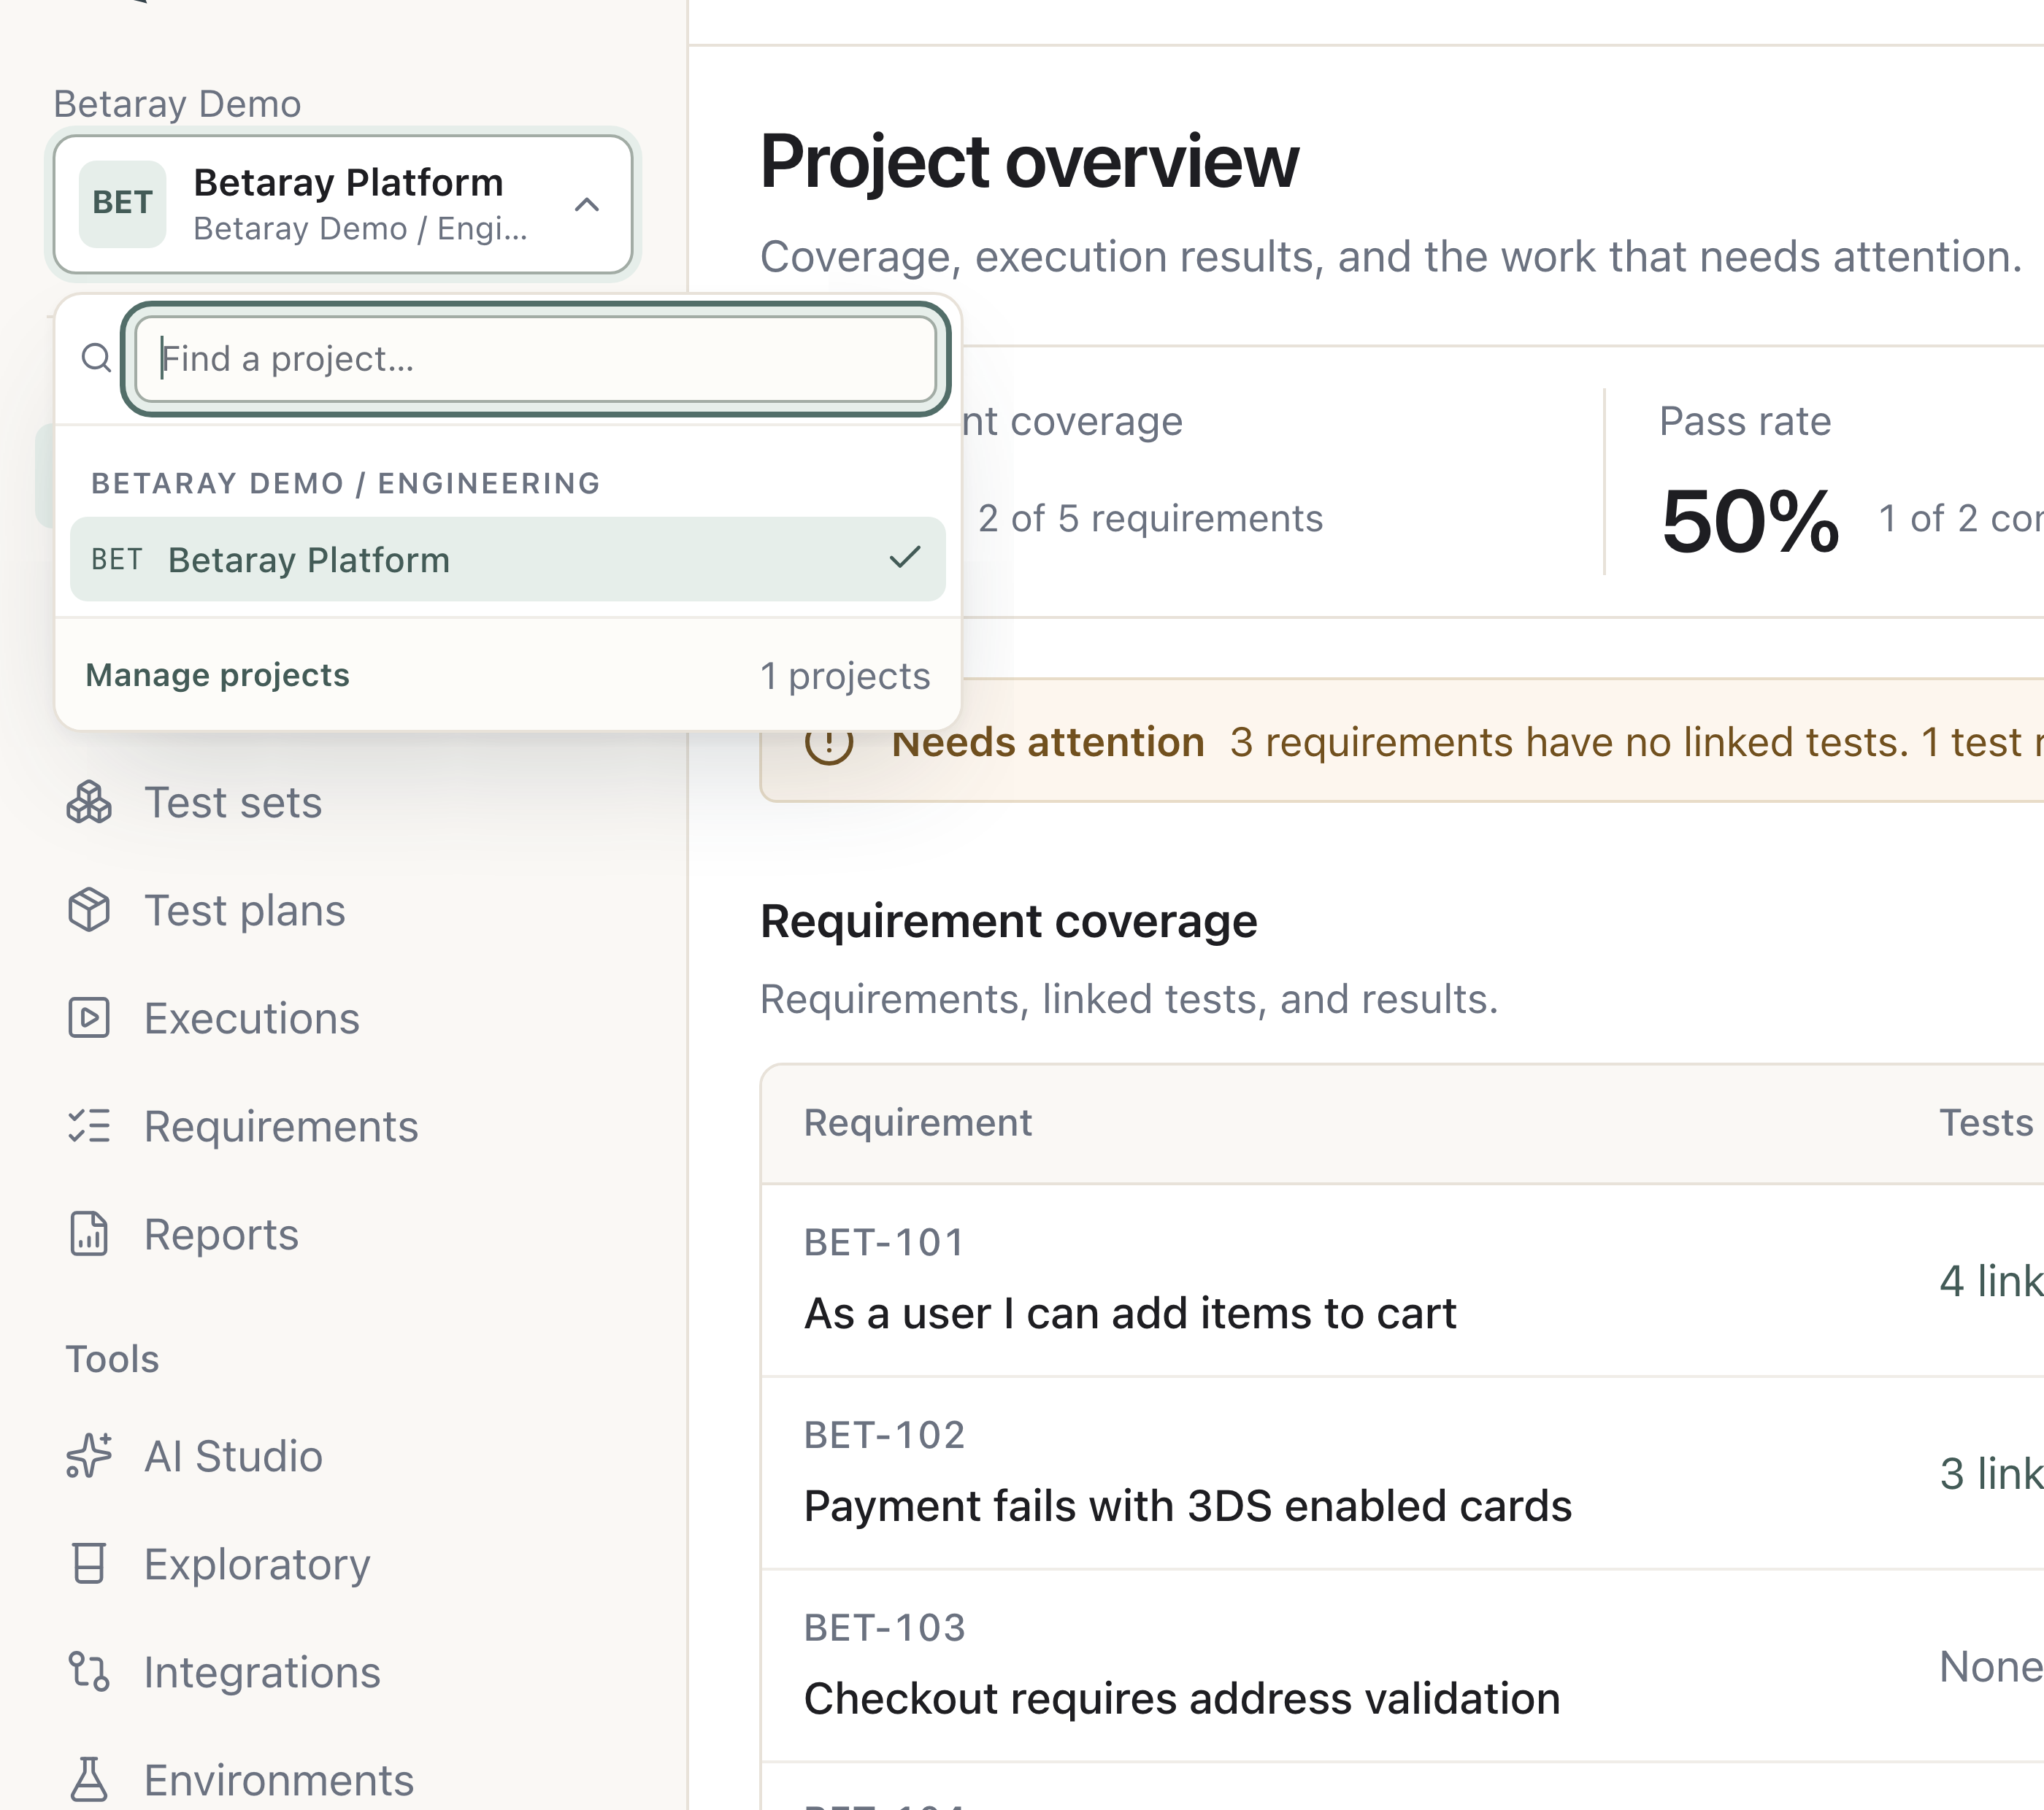 Betaray Demo
BET
Betaray Platform
Betaray Demo / Engi...
Find a project...
BETARAY DEMO / ENGINEERING
BET Betaray Platform
Manage projects
1 projects
Test sets
Test plans
Executions
Requirements
Reports
Tools
AI Studio
Exploratory
Integrations
Environments
Project overview
Coverage, execution results, and the work that needs attention.
nt coverage
2 of 5 requirements
Pass rate
50% 1 of 2 con
Needs attention 3 requirements have no linked tests. 1 test
Requirement coverage
Requirements, linked tests, and results.
Requirement Tests
BET-101
As a user I can add items to cart
4 link
BET-102
Payment fails with 3DS enabled cards
3 link
BET-103
Checkout requires address validation
None